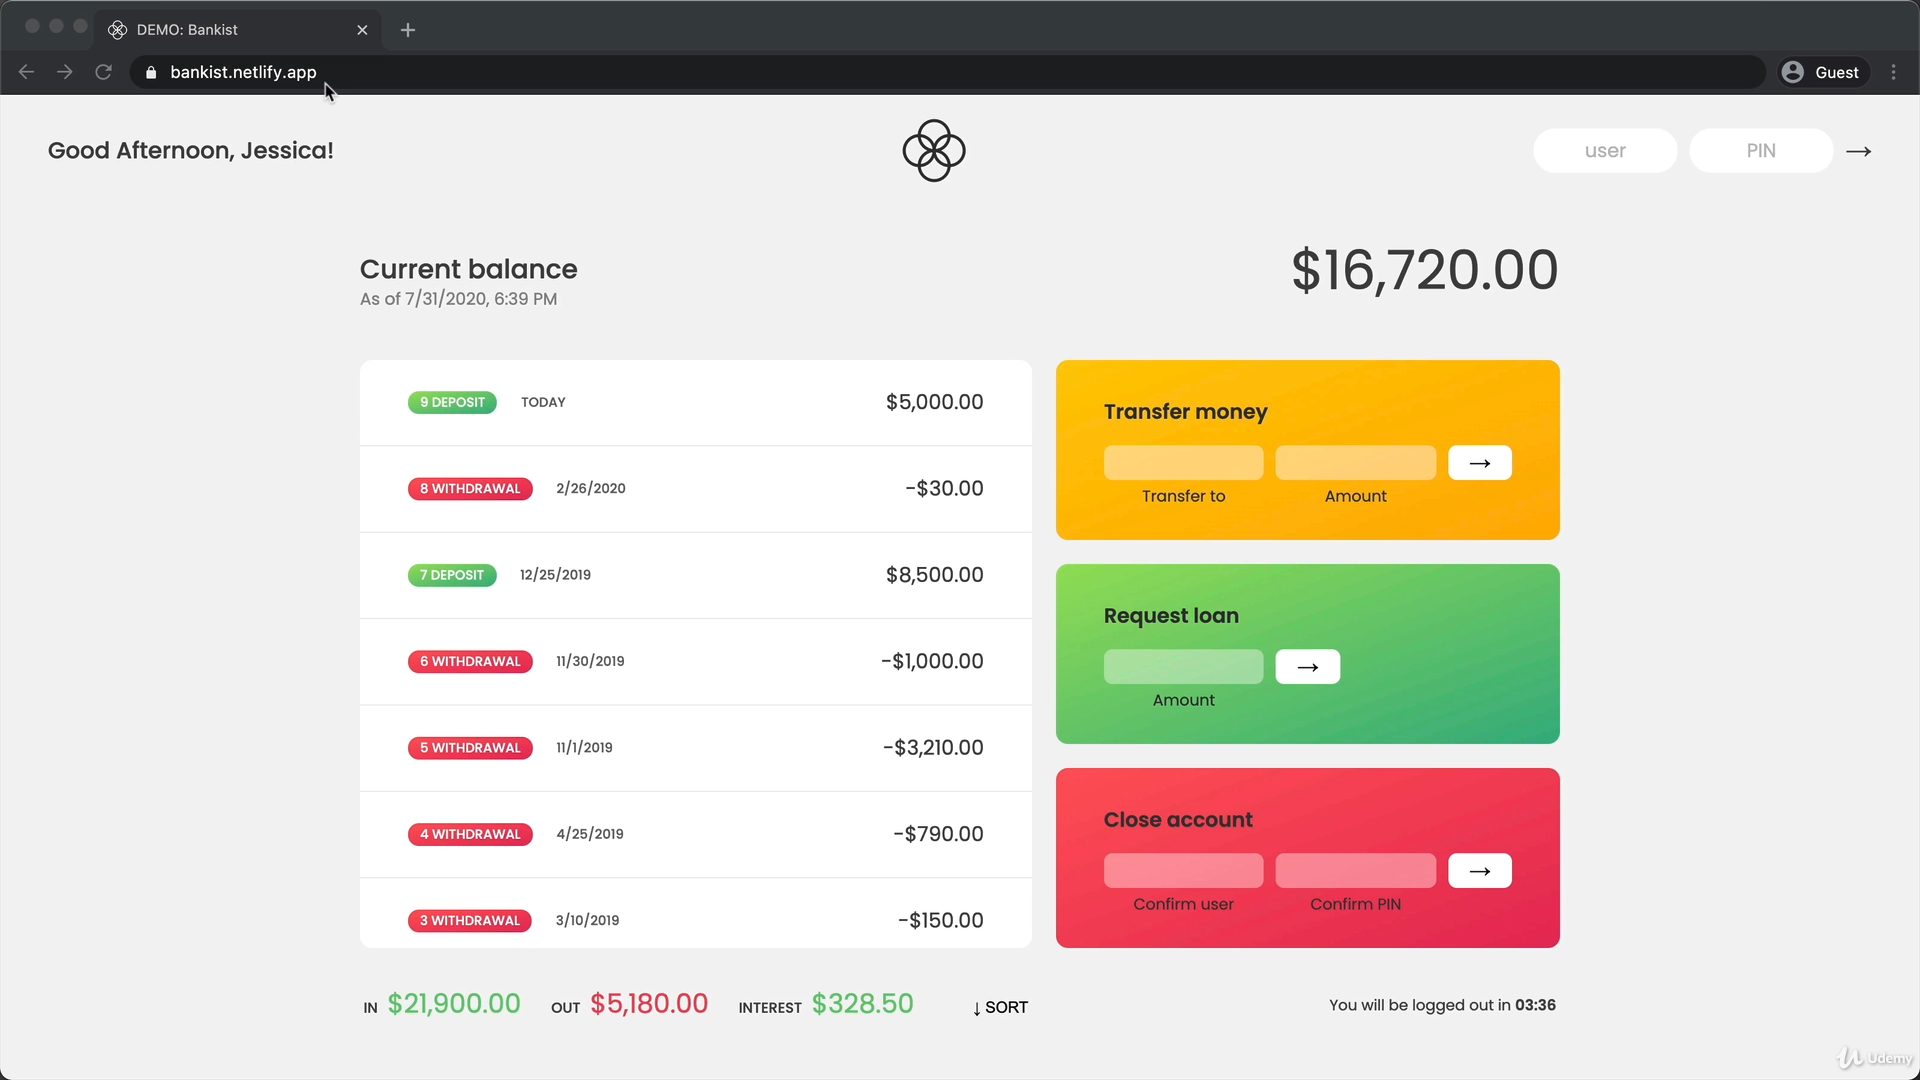 DEMO: Bankist
bankist.netlify.app
Guest
Good Afternoon, Jessica!
user
PIN
→
Current balance
As of 7/31/2020, 6:39 PM
$16,720.00
9 DEPOSIT TODAY $5,000.00
8 WITHDRAWAL 2/26/2020 -$30.00
7 DEPOSIT 12/25/2019 $8,500.00
6 WITHDRAWAL 11/30/2019 -$1,000.00
5 WITHDRAWAL 11/1/2019 -$3,210.00
4 WITHDRAWAL 4/25/2019 -$790.00
3 WITHDRAWAL 3/10/2019 -$150.00
Transfer money
→
Transfer to Amount
Request loan
→
Amount
Close account
→
Confirm user Confirm PIN
IN $21,900.00 OUT $5,180.00 INTEREST $328.50 ↓ SORT
You will be logged out in 03:36
Udemy